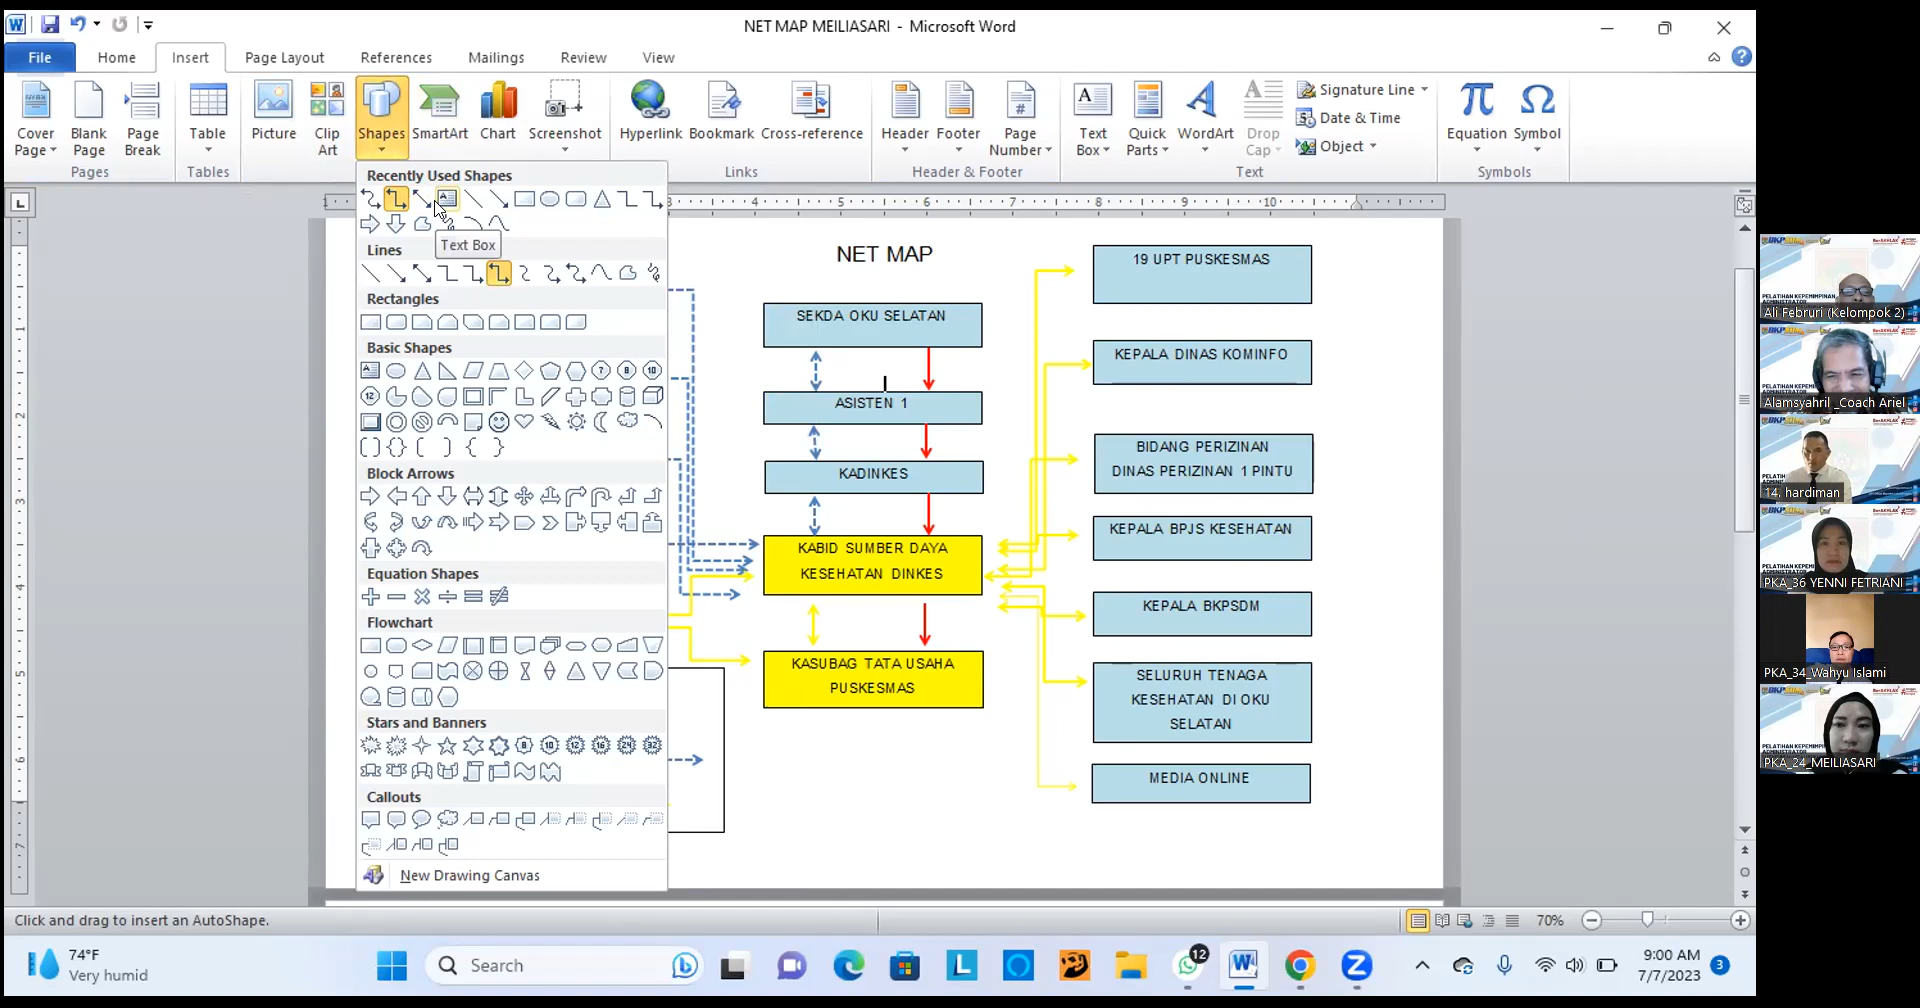 NET MAP MEILIASARI - Microsoft Word
File Home Insert Page Layout References Mailings Review View
Cover Page
Blank Page
Page Break
Table
Picture
Clip Art
Shapes
SmartArt
Chart
Screenshot
Hyperlink
Bookmark
Cross-reference
Header
Footer
Page Number
Text Box
Quick Parts
WordArt
Drop Cap
Signature Line
Date & Time
Object
Equation
Symbol
Pages
Tables
Links
Header & Footer
Text
Symbols
Recently Used Shapes
Text Box
Lines
Rectangles
Basic Shapes
Block Arrows
Equation Shapes
Flowchart
Stars and Banners
Callouts
New Drawing Canvas
NET MAP
SEKDA OKU SELATAN
ASISTEN 1
KADINKES
KABID SUMBER DAYA
KESEHATAN DINKES
KASUBAG TATA USAHA
PUSKESMAS
19 UPT PUSKESMAS
KEPALA DINAS KOMINFO
BIDANG PERIZINAN
DINAS PERIZINAN 1 PINTU
KEPALA BPJS KESEHATAN
KEPALA BKPSDM
SELURUH TENAGA
KESEHATAN DI OKU
SELATAN
MEDIA ONLINE
Ali Februri (Kelompok 2)
Alamsyahril _Coach Ariel
14. hardiman
PKA_36 YENNI FETRIANI
PKA_34_Wahyu Islami
PKA_24_MEILIASARI
Click and drag to insert an AutoShape.
70%
74°F
Very humid
Search
12
9:00 AM
7/7/2023
3